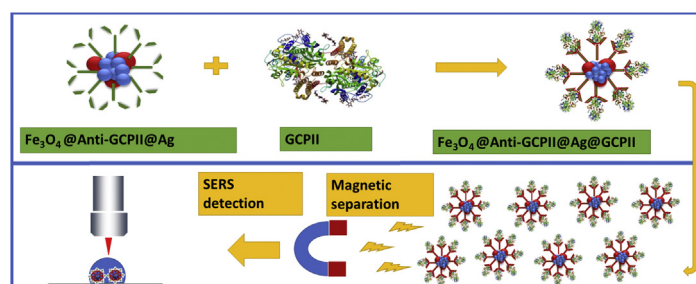 Fe₃O₄@Anti-GCPII@Ag
GCPII
Fe₃O₄@Anti-GCPII@Ag@GCPII
SERS
detection
Magnetic
separation